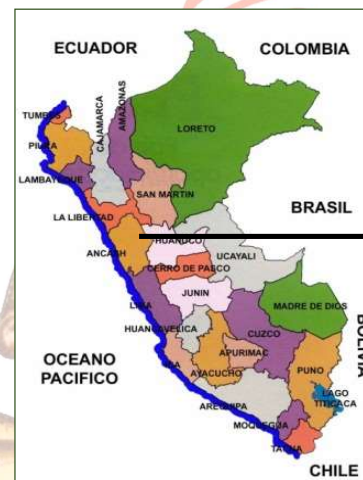 ECUADOR
COLOMBIA
TUMBES
PIURA
CAJAMARCA
AMAZONAS
LORETO
LAMBAYEQUE
SAN MARTIN
LA LIBERTAD
BRASIL
ANCASH
HUANUCO
UCAYALI
CERRO DE PASCO
JUNIN
LIMA
MADRE DE DIOS
HUANCAVELICA
CUZCO
BOLIVIA
OCEANO
PACIFICO
ICA
APURIMAC
AYACUCHO
PUNO
LAGO
TITICACA
AREQUIPA
MOQUEGUA
TACNA
CHILE